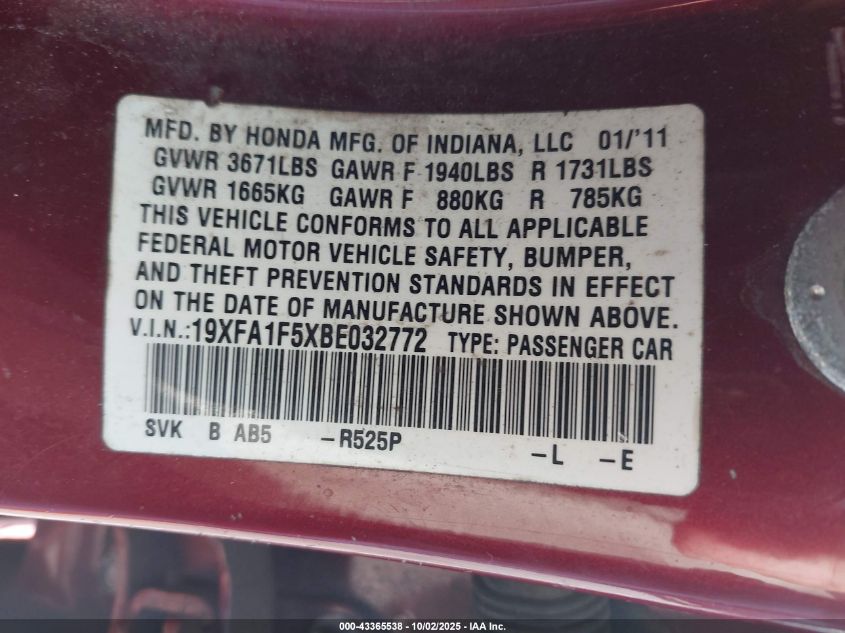 MFD. BY HONDA MFG. OF INDIANA, LLC 01/'11
GVWR 3671LBS GAWR F 1940LBS R 1731LBS
GVWR 1665KG GAWR F 880KG R 785KG
THIS VEHICLE CONFORMS TO ALL APPLICABLE
FEDERAL MOTOR VEHICLE SAFETY, BUMPER,
AND THEFT PREVENTION STANDARDS IN EFFECT
ON THE DATE OF MANUFACTURE SHOWN ABOVE.
V.I.N.:19XFA1F5XBE032772 TYPE: PASSENGER CAR
SVK B AB5 -R525P -L -E
000-43365538 - 10/02/2025 - IAA Inc.